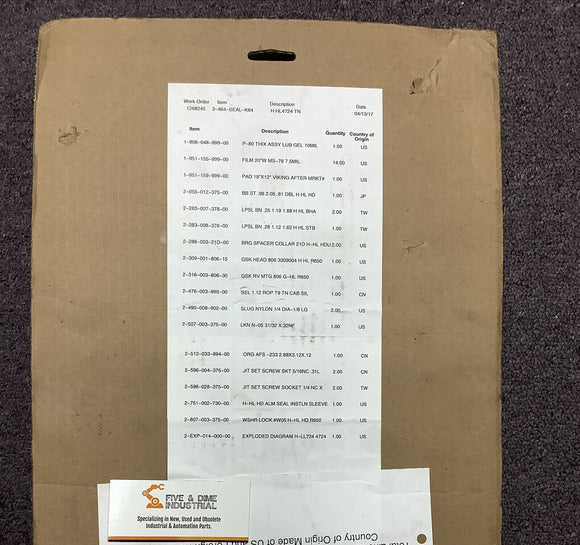 Work Order Item Description Date
1268245 3-464-SEAL-K64 H HL4724 TN 04/13/17
Item Description Quantity Country of Origin
1-908-046-999-00 P-80 THIX ASSY LUB GEL 10MIL 1.00 US
1-951-155-999-00 FILM 20"W MS-78 7.5MIL 14.00 US
1-951-159-999-00 PAD 18"X12" VIKING AFTER MRKT# 1.00 US
2-055-012-375-00 BB ST .98 2.05 .81 DBL H HL HD 1.00 JP
2-283-007-378-00 LPSL BN .25 1.19 1.88 H HL BHA 2.00 TW
2-283-008-378-00 LPSL BN .28 1.12 1.62 H HL STB 1.00 TW
2-288-003-21D-00 BRG SPACER COLLAR 21D H-HL HDU 2.00 US
2-309-001-806-15 GSK HEAD 806 3309004 H HL R650 1.00 US
2-316-003-806-30 GSK RV MTG 806 G-HL R650 1.00 US
2-476-003-999-00 SEL 1.12 ROP T9 TN CAB SIL 1.00 CN
2-490-008-902-00 SLUG NYLON 1/4 DIA-1/8 LG 2.00 US
2-507-003-375-00 LKN N-05 31/32 X 32NF 1.00 US
2-512-033-894-00 ORG AFS -233 2.88X3.12X.12 1.00 CN
2-596-004-375-00 JIT SET SCREW SKT 5/16NC .31L 2.00 CN
2-596-028-375-00 JIT SET SCREW SOCKET 1/4 NC X 2.00 TW
2-751-002-730-00 H-HL HD ALM SEAL INSTLN SLEEVE 1.00 US
2-807-003-375-00 WSHR LOCK #W05 H-HL HD R650 1.00 US
2-EXP-014-000-00 EXPLODED DIAGRAM H-LL724 4724 1.00 US
FIVE & DIME
INDUSTRIAL
Specializing in New, Used and Obsolete
Industrial & Automation Parts.
Country of Origin Made of US and Foreign